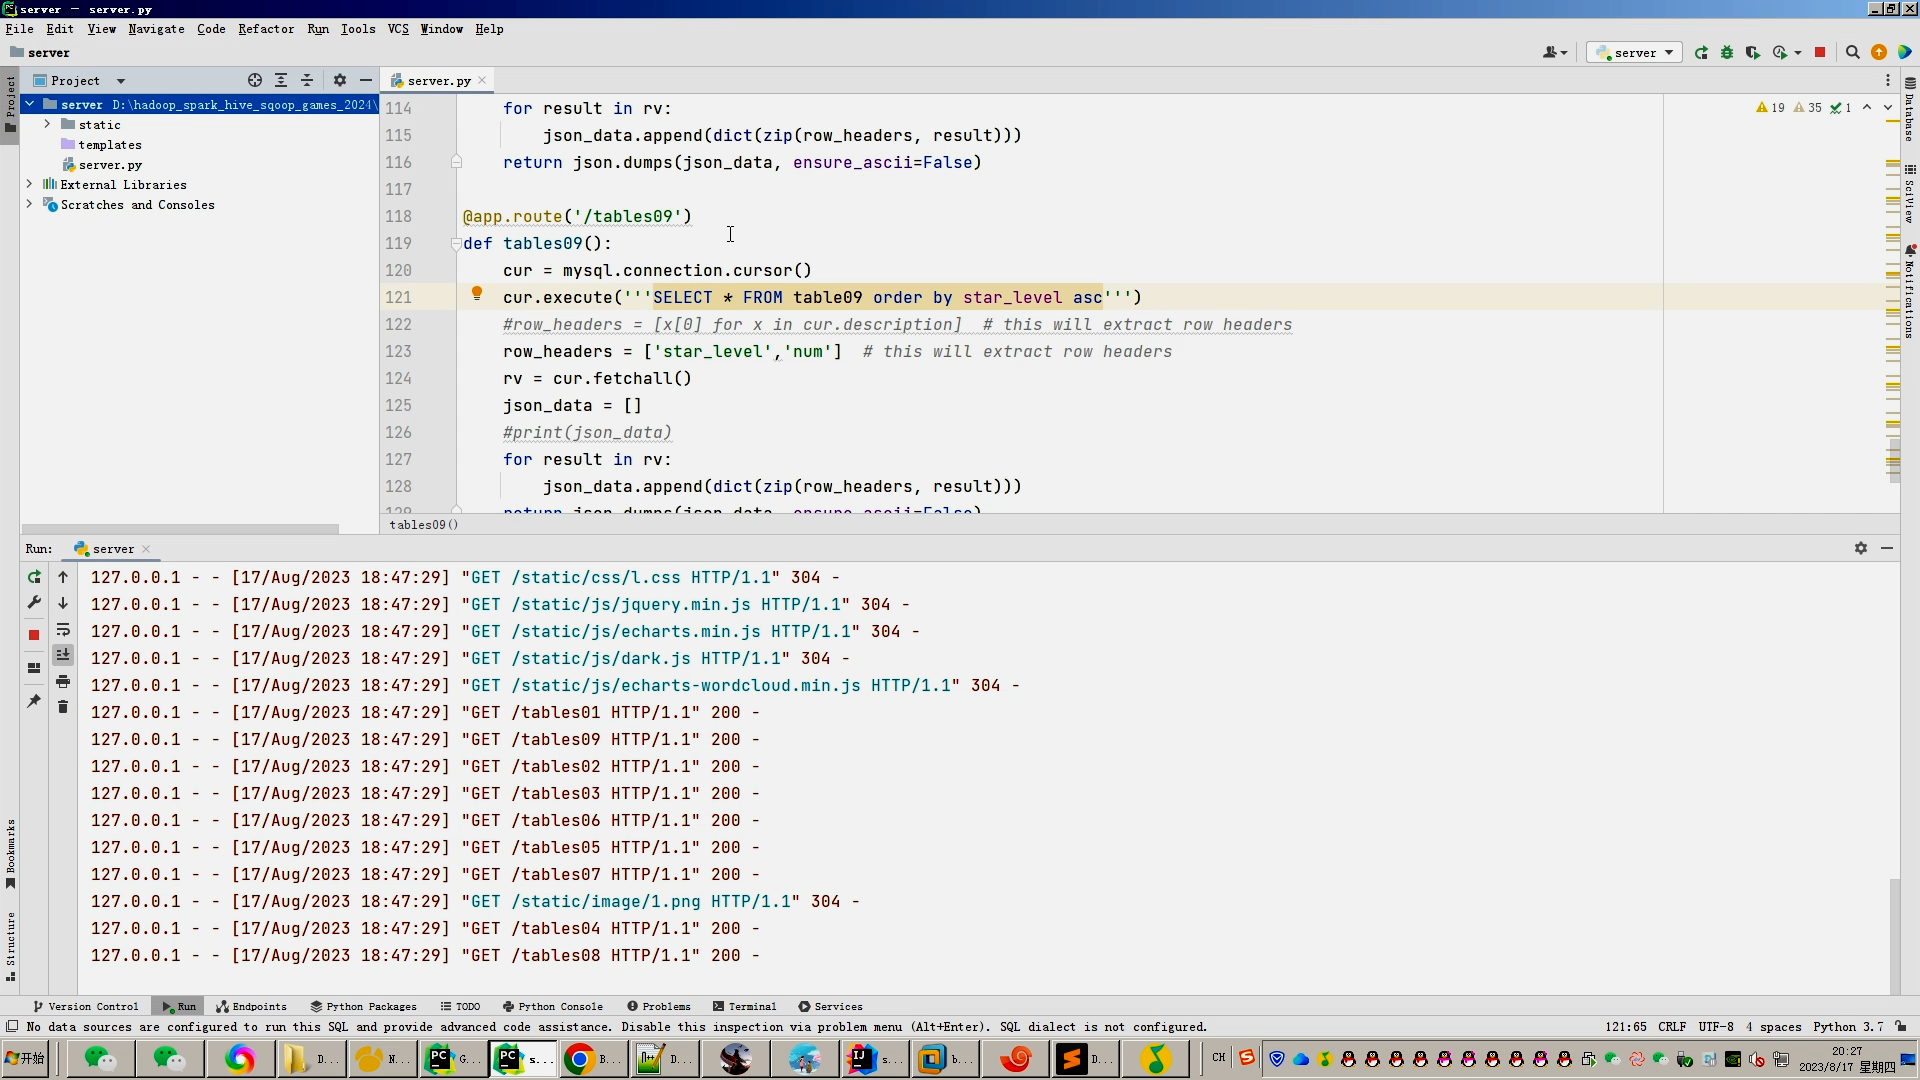 server – server.py
File Edit View Navigate Code Refactor Run Tools VCS Window Help
server
server
Project
server.py
server D:\hadoop_spark_hive_sqoop_games_2024\
static
templates
server.py
External Libraries
Scratches and Consoles
19 35 1
114 for result in rv:
115 json_data.append(dict(zip(row_headers, result)))
116 return json.dumps(json_data, ensure_ascii=False)
117
118 @app.route('/tables09')
119 def tables09():
120 cur = mysql.connection.cursor()
121 cur.execute('''SELECT * FROM table09 order by star_level asc''')
122 #row_headers = [x[0] for x in cur.description] # this will extract row headers
123 row_headers = ['star_level','num'] # this will extract row headers
124 rv = cur.fetchall()
125 json_data = []
126 #print(json_data)
127 for result in rv:
128 json_data.append(dict(zip(row_headers, result)))
129 return json.dumps(json_data, ensure_ascii=False)
tables09()
Project
Bookmarks
Structure
Database
SciView
Notifications
Run: server
127.0.0.1 - - [17/Aug/2023 18:47:29] "GET /static/css/l.css HTTP/1.1" 304 -
127.0.0.1 - - [17/Aug/2023 18:47:29] "GET /static/js/jquery.min.js HTTP/1.1" 304 -
127.0.0.1 - - [17/Aug/2023 18:47:29] "GET /static/js/echarts.min.js HTTP/1.1" 304 -
127.0.0.1 - - [17/Aug/2023 18:47:29] "GET /static/js/dark.js HTTP/1.1" 304 -
127.0.0.1 - - [17/Aug/2023 18:47:29] "GET /static/js/echarts-wordcloud.min.js HTTP/1.1" 304 -
127.0.0.1 - - [17/Aug/2023 18:47:29] "GET /tables01 HTTP/1.1" 200 -
127.0.0.1 - - [17/Aug/2023 18:47:29] "GET /tables09 HTTP/1.1" 200 -
127.0.0.1 - - [17/Aug/2023 18:47:29] "GET /tables02 HTTP/1.1" 200 -
127.0.0.1 - - [17/Aug/2023 18:47:29] "GET /tables03 HTTP/1.1" 200 -
127.0.0.1 - - [17/Aug/2023 18:47:29] "GET /tables06 HTTP/1.1" 200 -
127.0.0.1 - - [17/Aug/2023 18:47:29] "GET /tables05 HTTP/1.1" 200 -
127.0.0.1 - - [17/Aug/2023 18:47:29] "GET /tables07 HTTP/1.1" 200 -
127.0.0.1 - - [17/Aug/2023 18:47:29] "GET /static/image/1.png HTTP/1.1" 304 -
127.0.0.1 - - [17/Aug/2023 18:47:29] "GET /tables04 HTTP/1.1" 200 -
127.0.0.1 - - [17/Aug/2023 18:47:29] "GET /tables08 HTTP/1.1" 200 -
Version Control Run Endpoints Python Packages TODO Python Console Problems Terminal Services
No data sources are configured to run this SQL and provide advanced code assistance. Disable this inspection via problem menu (Alt+Enter). SQL dialect is not configured.
121:65 CRLF UTF-8 4 spaces Python 3.7
开始 D... N... G... s... B... D... s... b... D... CH
20:27
2023/8/17 星期四